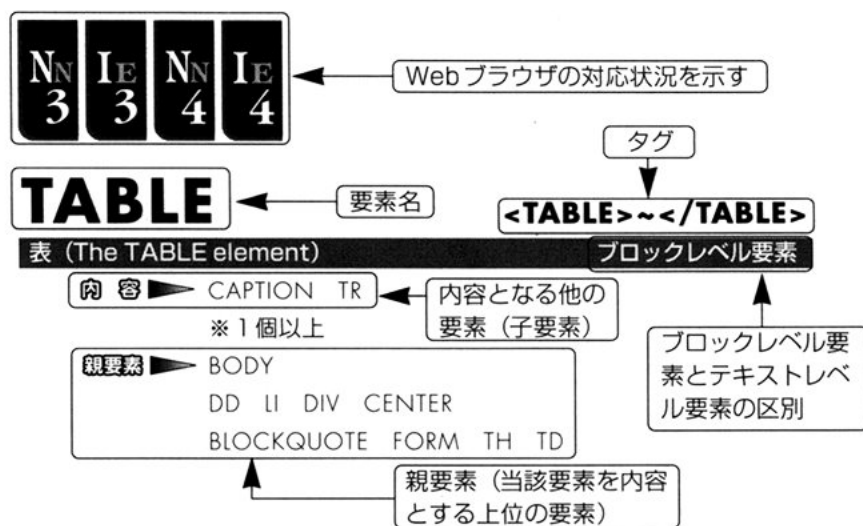 NN 3 IE 3 NN 4 IE 4
Webブラウザの対応状況を示す
タグ
TABLE
要素名
<TABLE>~</TABLE>
表（The TABLE element）
ブロックレベル要素
内容 CAPTION TR
※1個以上
内容となる他の
要素（子要素）
親要素 BODY
DD LI DIV CENTER
BLOCKQUOTE FORM TH TD
ブロックレベル要
素とテキストレベ
ル要素の区別
親要素（当該要素を内容
とする上位の要素）